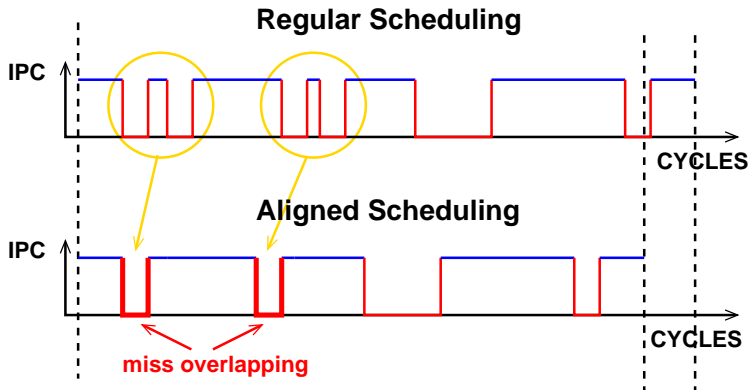 Regular Scheduling
IPC
CYCLES
Aligned Scheduling
IPC
CYCLES
miss overlapping